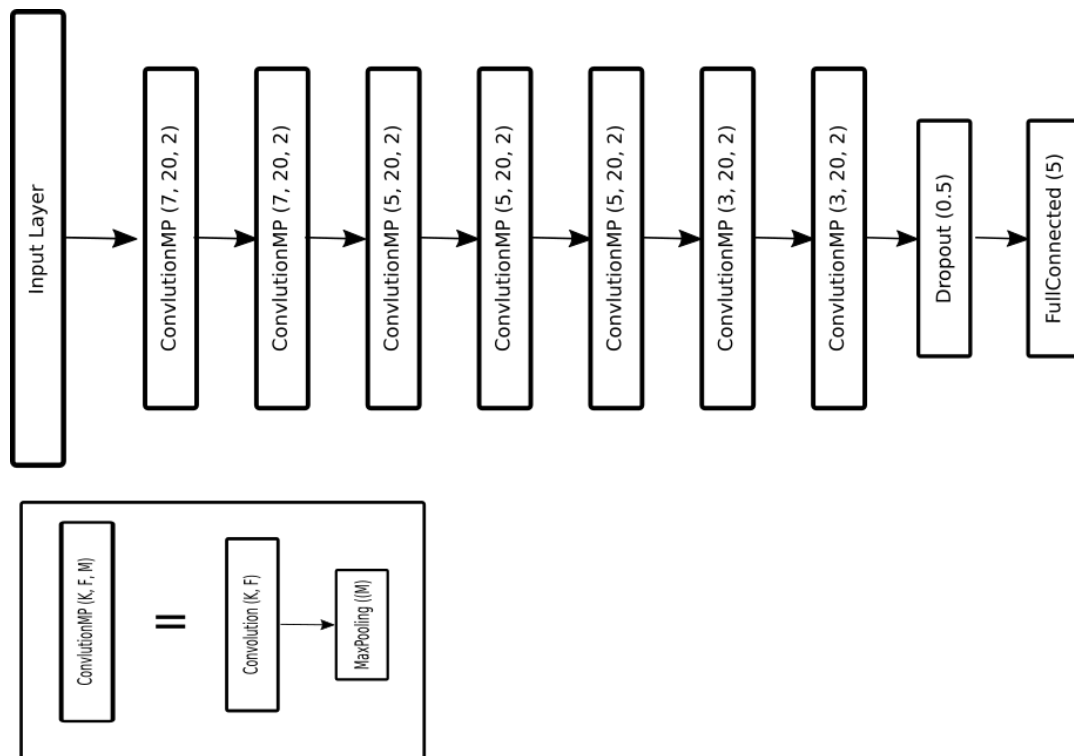 Input Layer
ConvlutionMP (7, 20, 2)
ConvlutionMP (7, 20, 2)
ConvlutionMP (5, 20, 2)
ConvlutionMP (5, 20, 2)
ConvlutionMP (5, 20, 2)
ConvlutionMP (3, 20, 2)
ConvlutionMP (3, 20, 2)
Dropout (0.5)
FullConnected (5)
ConvlutionMP (K, F, M)
=
Convolution (K, F)
MaxPooling ((M)